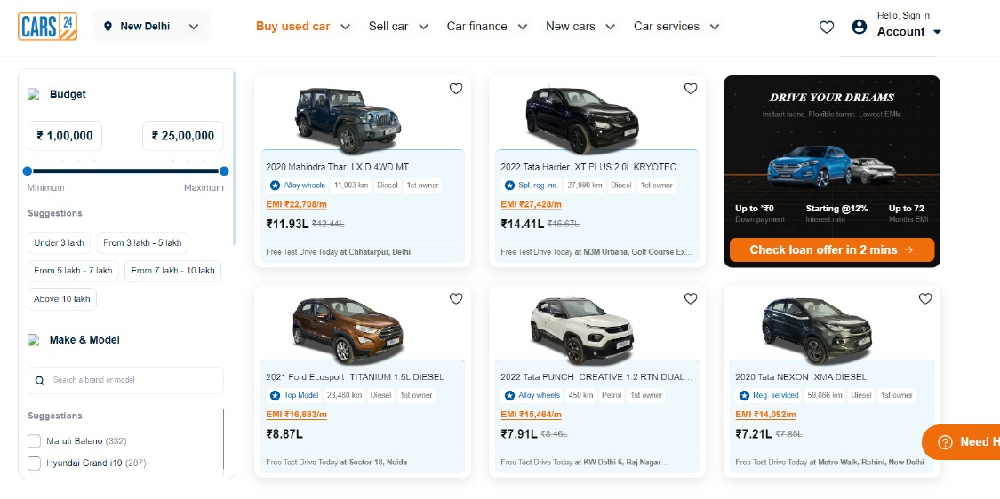 CARS 24
New Delhi
Buy used car
Sell car
Car finance
New cars
Car services
Hello, Sign in
Account
Budget
₹ 1,00,000
₹ 25,00,000
Minimum
Maximum
Suggestions
Under 3 lakh
From 3 lakh - 5 lakh
From 5 lakh - 7 lakh
From 7 lakh - 10 lakh
Above 10 lakh
Make & Model
Search a brand or model
Suggestions
Maruti Baleno (332)
Hyundai Grand i10 (287)
2020 Mahindra Thar LX D 4WD MT...
Alloy wheels 11,003 km Diesel 1st owner
EMI ₹22,708/m
₹11.93L ₹12.44L
Free Test Drive Today at Chhatarpur, Delhi
2022 Tata Harrier XT PLUS 2.0L KRYOTEC...
Spl. reg. no. 27,990 km Diesel 1st owner
EMI ₹27,428/m
₹14.41L ₹16.67L
Free Test Drive Today at M3M Urbana, Golf Course Ex...
DRIVE YOUR DREAMS
Instant loans. Flexible terms. Lowest EMIs
Up to *₹0
Down payment
Starting @12%
Interest rate
Up to 72
Months EMI
Check loan offer in 2 mins →
2021 Ford Ecosport TITANIUM 1.5L DIESEL
Top Model 23,480 km Diesel 1st owner
EMI ₹16,883/m
₹8.87L
Free Test Drive Today at Sector-18, Noida
2022 Tata PUNCH CREATIVE 1.2 RTN DUAL...
Alloy wheels 450 km Petrol 1st owner
EMI ₹15,464/m
₹7.91L ₹8.46L
Free Test Drive Today at KW Delhi 6, Raj Nagar...
2020 Tata NEXON XMA DIESEL
Reg. serviced 59,866 km Diesel 1st owner
EMI ₹14,092/m
₹7.21L ₹7.85L
Free Test Drive Today at Metro Walk, Rohini, New Delhi
Need H